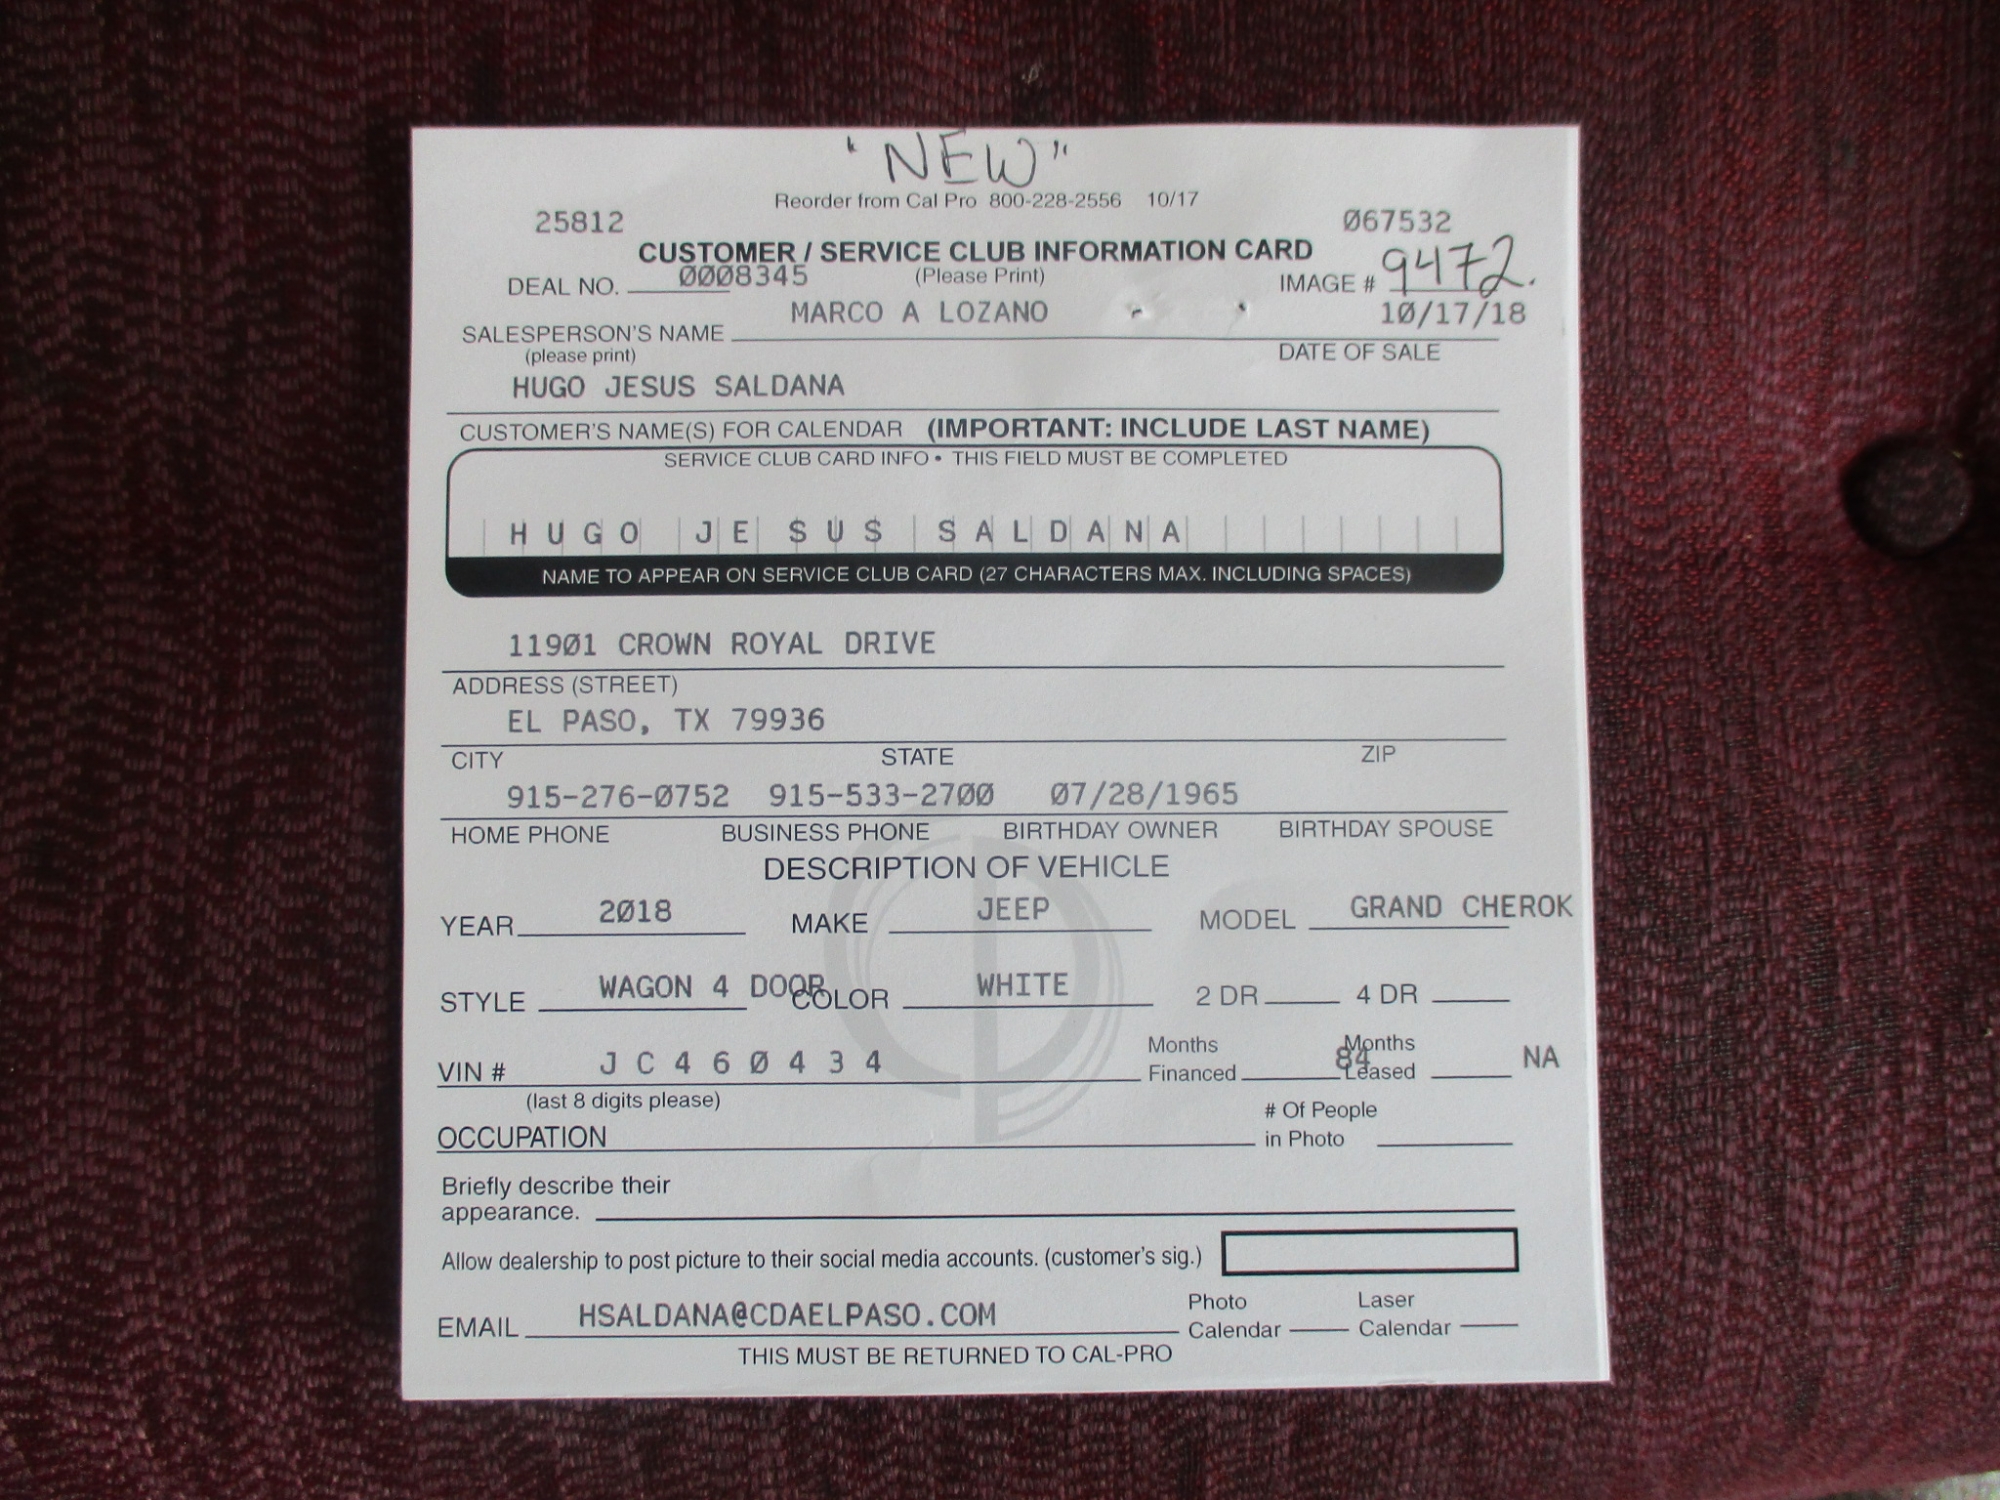 "NEW"
Reorder from Cal Pro 800-228-2556 10/17
25812 Ø67532
CUSTOMER / SERVICE CLUB INFORMATION CARD
DEAL NO. ØØØ8345 (Please Print) IMAGE # 9472.
MARCO A LOZANO 1Ø/17/18
SALESPERSON'S NAME
(please print) DATE OF SALE
HUGO JESUS SALDANA
CUSTOMER'S NAME(S) FOR CALENDAR (IMPORTANT: INCLUDE LAST NAME)
SERVICE CLUB CARD INFO • THIS FIELD MUST BE COMPLETED
HUGO JESUS SALDANA
NAME TO APPEAR ON SERVICE CLUB CARD (27 CHARACTERS MAX. INCLUDING SPACES)
119Ø1 CROWN ROYAL DRIVE
ADDRESS (STREET)
EL PASO, TX 79936
CITY STATE ZIP
915-276-Ø752 915-533-27ØØ Ø7/28/1965
HOME PHONE BUSINESS PHONE BIRTHDAY OWNER BIRTHDAY SPOUSE
DESCRIPTION OF VEHICLE
YEAR 2Ø18 MAKE JEEP MODEL GRAND CHEROK
STYLE WAGON 4 DOOR COLOR WHITE 2 DR 4 DR
VIN # J C 4 6 Ø 4 3 4 Months Financed 84 Months Leased NA
(last 8 digits please)
OCCUPATION # Of People in Photo
Briefly describe their
appearance.
Allow dealership to post picture to their social media accounts. (customer's sig.)
EMAIL HSALDANA@CDAELPASO.COM Photo Calendar Laser Calendar
THIS MUST BE RETURNED TO CAL-PRO